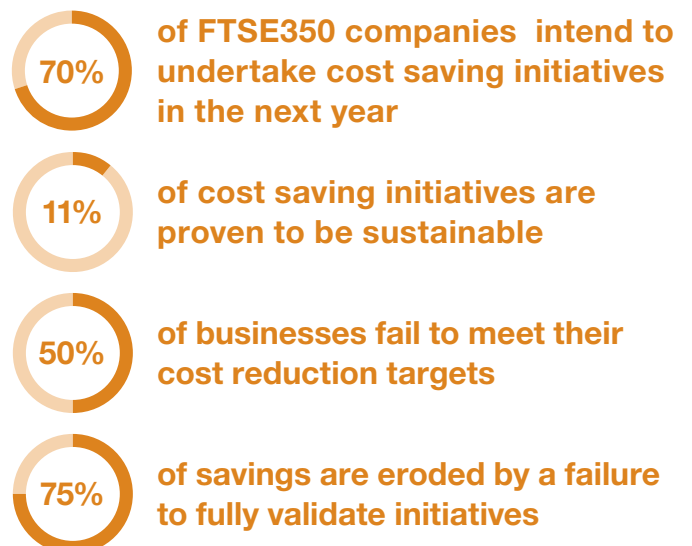 70%
of FTSE350 companies intend to
undertake cost saving initiatives
in the next year
11%
of cost saving initiatives are
proven to be sustainable
50%
of businesses fail to meet their
cost reduction targets
75%
of savings are eroded by a failure
to fully validate initiatives